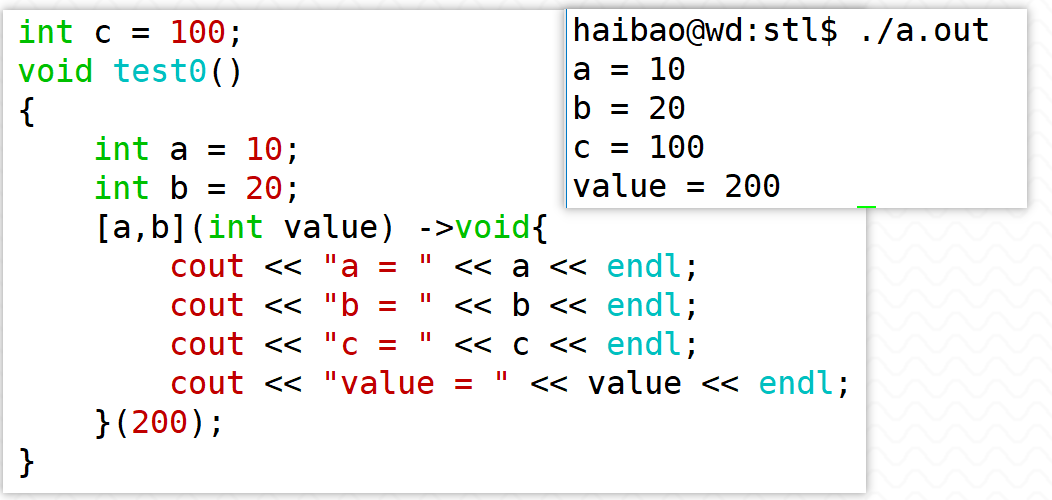 int c = 100;
void test0()
{
    int a = 10;
    int b = 20;
    [a,b](int value) ->void{
        cout << "a = " << a << endl;
        cout << "b = " << b << endl;
        cout << "c = " << c << endl;
        cout << "value = " << value << endl;
    }(200);
}
haibao@wd:stl$ ./a.out
a = 10
b = 20
c = 100
value = 200